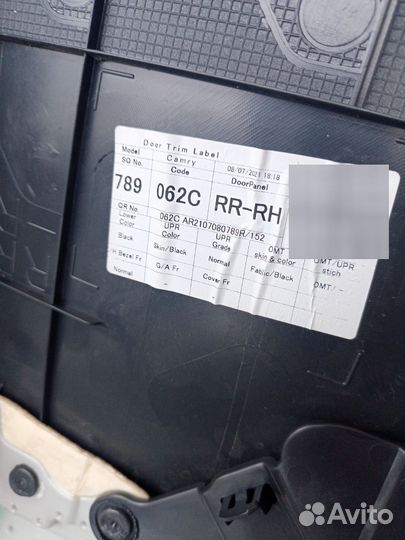 Door Trim Label
Model Camry 08/07/2021 18:18
SQ No. Code DoorPanel
789 062C RR-RH
QR No. 062C AR2107080789R/152
Lower Color UPR Color UPR Grade OMT skin & color OMT/UPR stich
Black Skin/Black Normal Fabric/Black OMT/-
H Bezel Fr G/A Fr Cover Fr
Normal
Avito